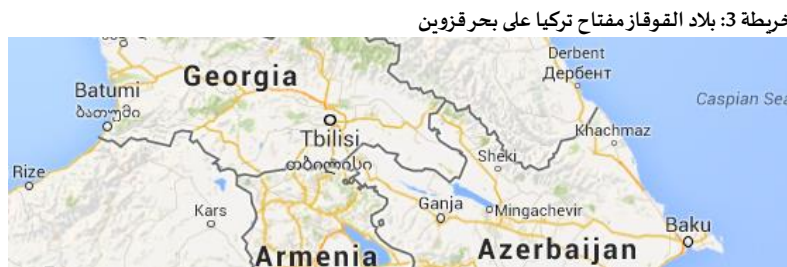 خريطة 3: بلاد القوقاز مفتاح تركيا على بحر قزوين
Derbent
Дербент
Georgia
Batumi
ბათუმი
Caspian Sea
Tbilisi
თბილისი
Khachmaz
Sheki
Rize
Kars
Ganja
Mingachevir
Baku
Armenia
Azerbaijan